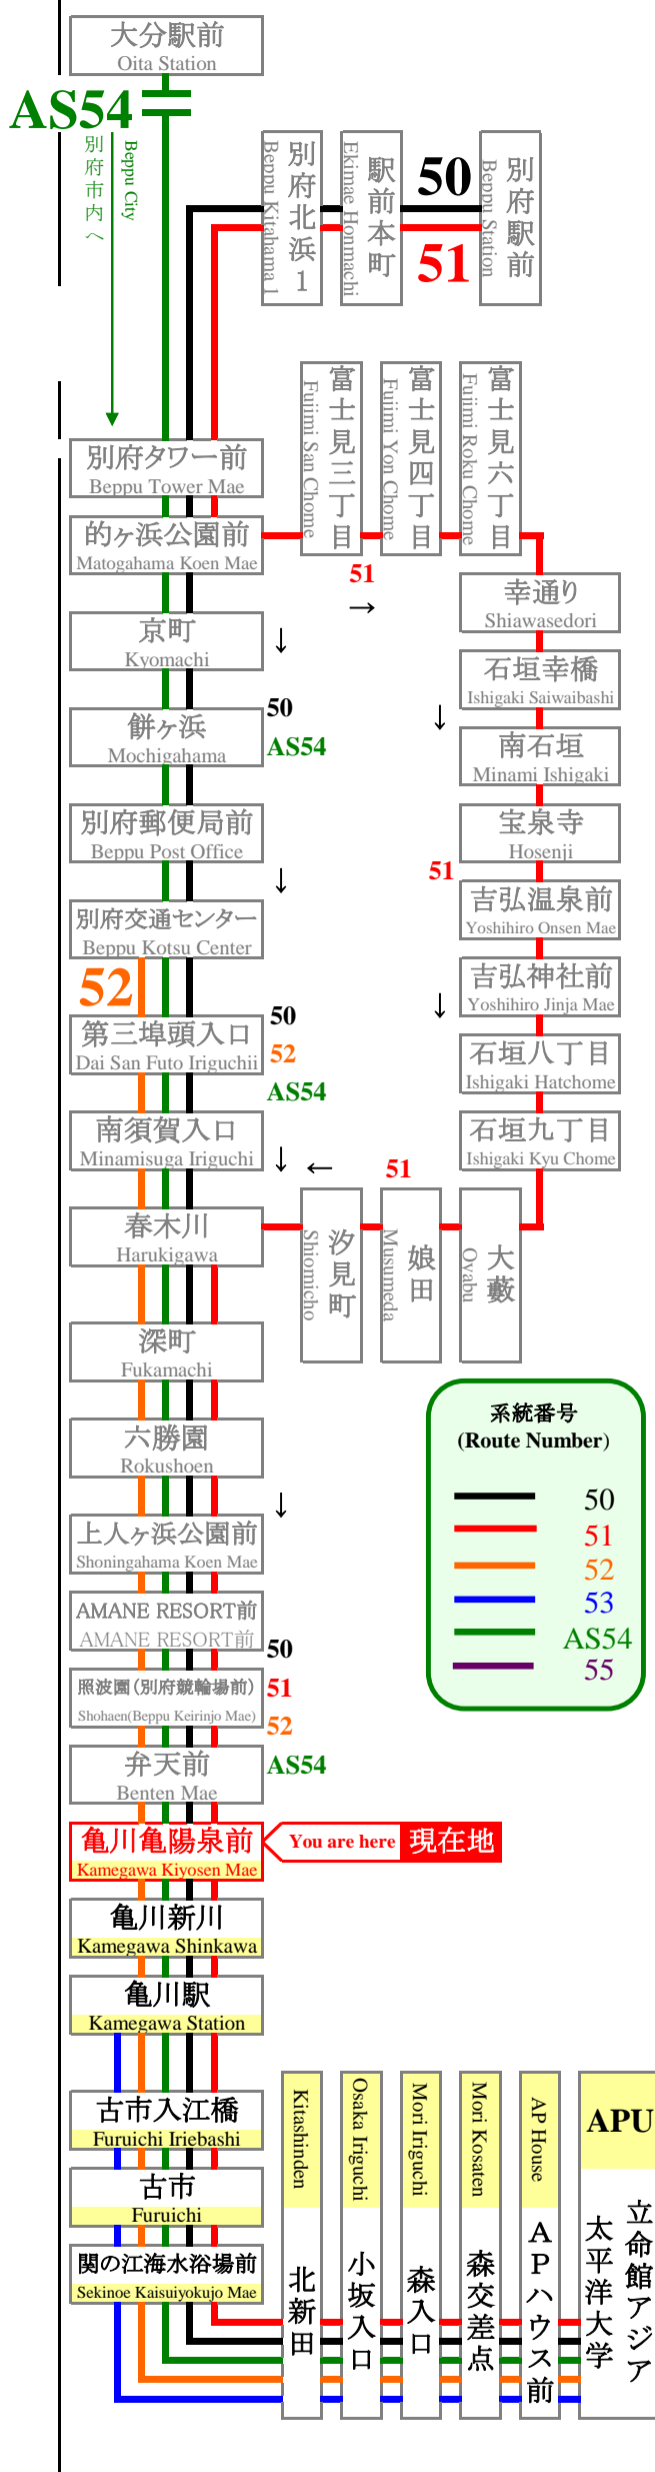 大分駅前
Oita Station
AS54
別府市内へ
Beppu City
別府北浜1
Beppu Kitahama 1
駅前本町
Ekimae Honmachi
50
51
別府駅前
Beppu Station
富士見三丁目
Fujimi San Chome
富士見四丁目
Fujimi Yon Chome
富士見六丁目
Fujimi Roku Chome
別府タワー前
Beppu Tower Mae
的ヶ浜公園前
Matogahama Koen Mae
51
→
幸通り
Shiawasedori
京町
Kyomachi
↓
石垣幸橋
Ishigaki Saiwaibashi
餅ヶ浜
Mochigahama
50
AS54
↓
南石垣
Minami Ishigaki
別府郵便局前
Beppu Post Office
宝泉寺
Hosenji
↓
51
吉弘温泉前
Yoshihiro Onsen Mae
別府交通センター
Beppu Kotsu Center
52
吉弘神社前
Yoshihiro Jinja Mae
↓
第三埠頭入口
Dai San Futo Iriguchii
50
52
AS54
石垣八丁目
Ishigaki Hatchome
南須賀入口
Minamisuga Iriguchi
石垣九丁目
Ishigaki Kyu Chome
↓
←
51
春木川
Harukigawa
汐見町
Shiomicho
娘田
Musumeda
大藪
Oyabu
深町
Fukamachi
六勝園
Rokushoen
↓
上人ヶ浜公園前
Shoningahama Koen Mae
系統番号
(Route Number)
50
51
52
53
AS54
55
AMANE RESORT前
AMANE RESORT前
50
照波園(別府競輪場前)
Shohaen(Beppu Keirinjo Mae)
51
52
弁天前
Benten Mae
AS54
亀川亀陽泉前
Kamegawa Kiyosen Mae
You are here 現在地
亀川新川
Kamegawa Shinkawa
亀川駅
Kamegawa Station
古市入江橋
Furuichi Iriebashi
古市
Furuichi
関の江海水浴場前
Sekinoe Kaisuiyokujo Mae
Kitashinden
北新田
Osaka Iriguchi
小坂入口
Mori Iriguchi
森入口
Mori Kosaten
森交差点
AP House
APハウス前
APU
立命館アジア
太平洋大学